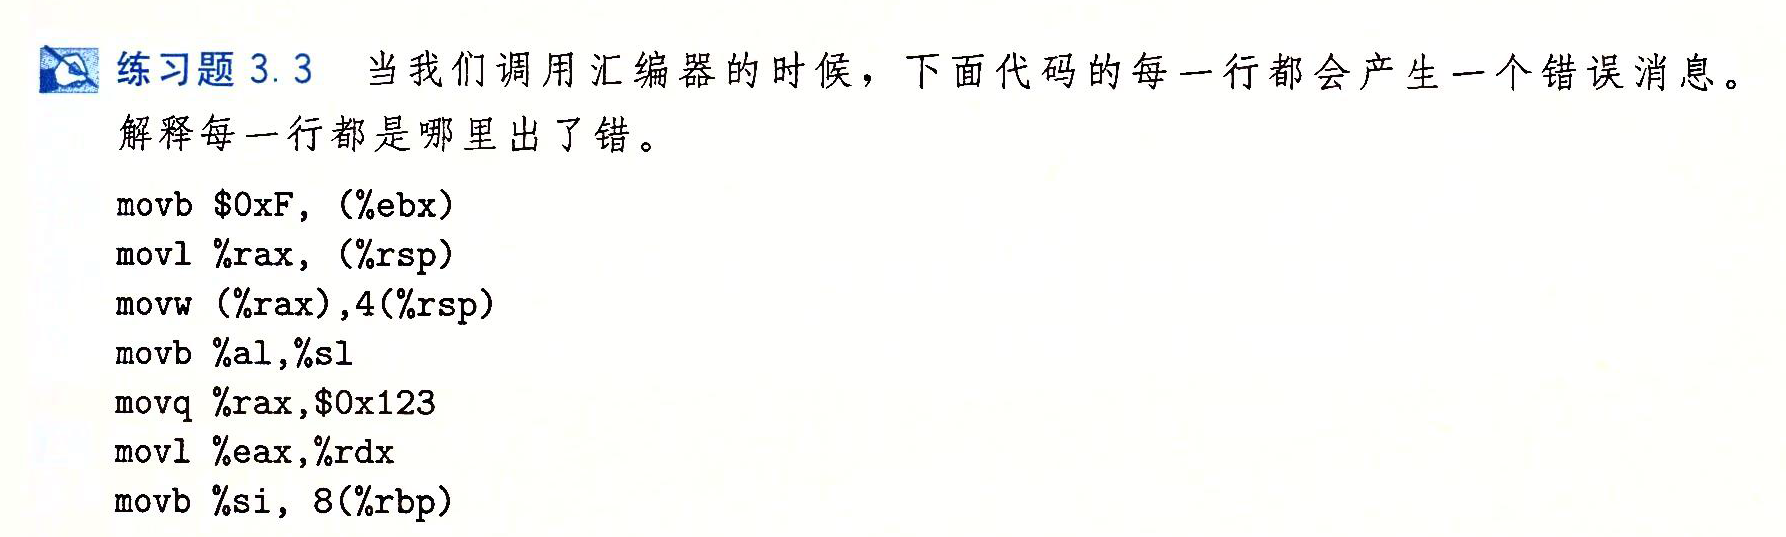 练习题 3.3 当我们调用汇编器的时候，下面代码的每一行都会产生一个错误消息。
解释每一行都是哪里出了错。
movb $0xF, (%ebx)
movl %rax, (%rsp)
movw (%rax),4(%rsp)
movb %al,%sl
movq %rax,$0x123
movl %eax,%rdx
movb %si, 8(%rbp)